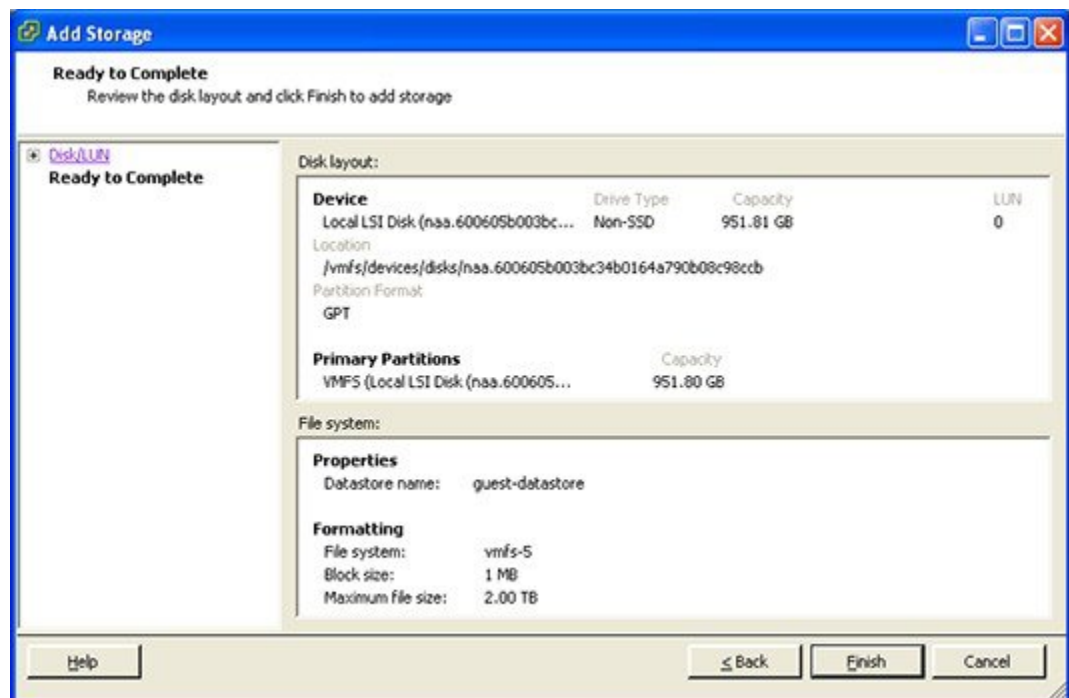 Add Storage
Ready to Complete
Review the disk layout and click Finish to add storage
Disk/LUN
Ready to Complete
Disk layout:
Device Drive Type Capacity LUN
Local LSI Disk (naa.600605b003bc... Non-SSD 951.81 GB 0
Location
/vmfs/devices/disks/naa.600605b003bc34b0164a790b08c98ccb
Partition Format
GPT
Primary Partitions Capacity
VMFS (Local LSI Disk (naa.600605... 951.80 GB
File system:
Properties
Datastore name: guest-datastore
Formatting
File system: vmfs-5
Block size: 1 MB
Maximum file size: 2.00 TB
Help ≤ Back Finish Cancel